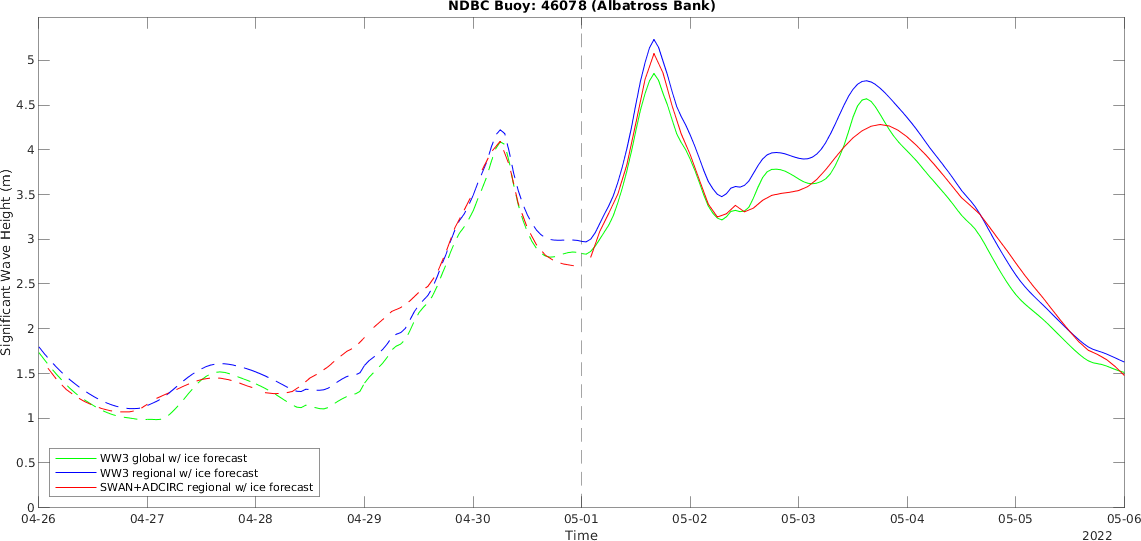 NDBC Buoy: 46078 (Albatross Bank)
Significant Wave Height (m)
5
4.5
4
3.5
3
2.5
2
1.5
1
0.5
0
WW3 global w/ ice forecast
WW3 regional w/ ice forecast
SWAN+ADCIRC regional w/ ice forecast
04-26 04-27 04-28 04-29 04-30 05-01 05-02 05-03 05-04 05-05 05-06
Time
2022